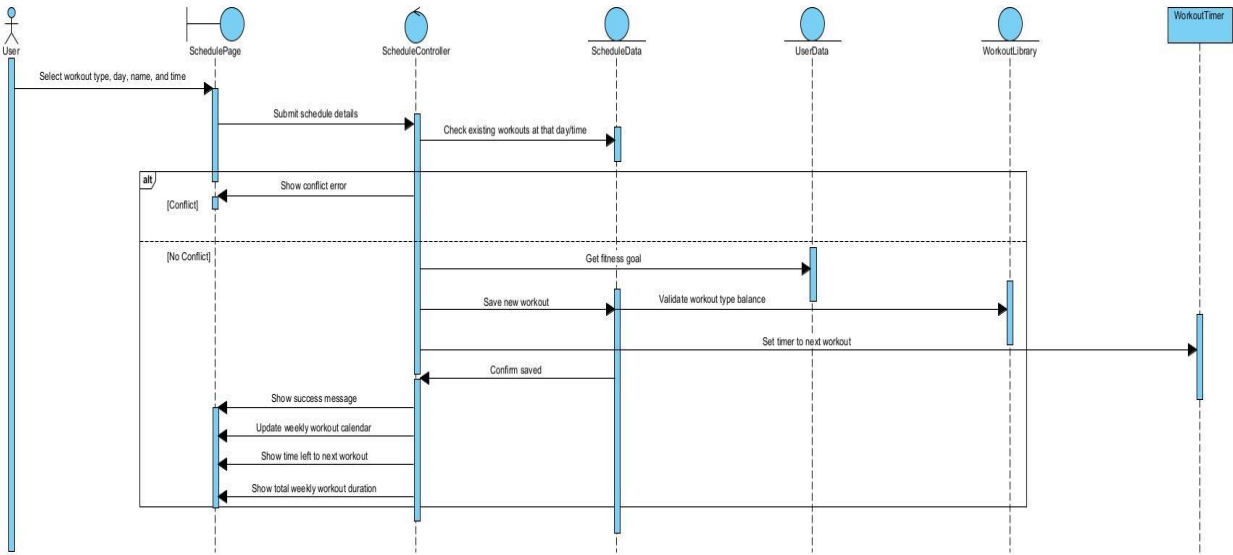 WorkoutTimer
User
SchedulePage
ScheduleController
ScheduleData
UserData
WorkoutLibrary
Select workout type, day, name, and time
Submit schedule details
Check existing workouts at that day/time
alt
Show conflict error
[Conflict]
[No Conflict]
Get fitness goal
Save new workout
Validate workout type balance
Set timer to next workout
Confirm saved
Show success message
Update weekly workout calendar
Show time left to next workout
Show total weekly workout duration